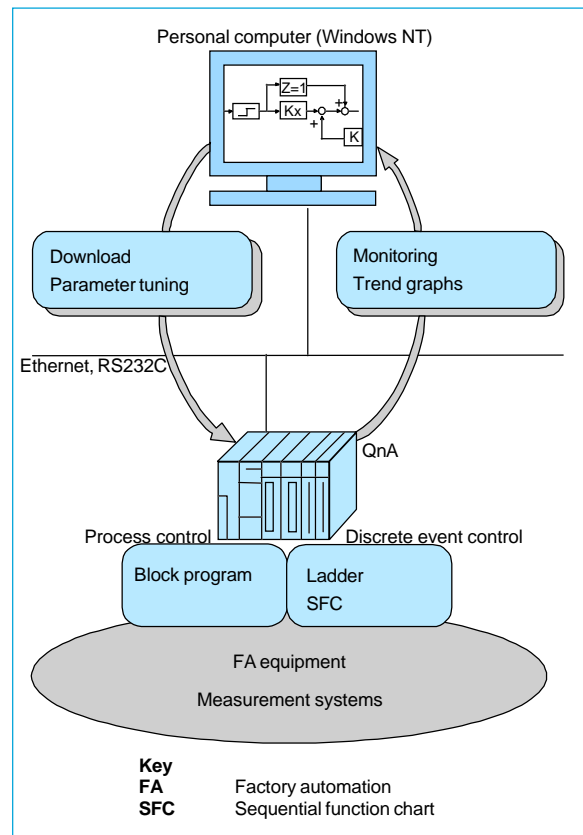 Personal computer (Windows NT)
Z=1
Kx
+
+
K
Download
Parameter tuning
Monitoring
Trend graphs
Ethernet, RS232C
QnA
Process control
Discrete event control
Block program
Ladder
SFC
FA equipment
Measurement systems
Key
FA Factory automation
SFC Sequential function chart